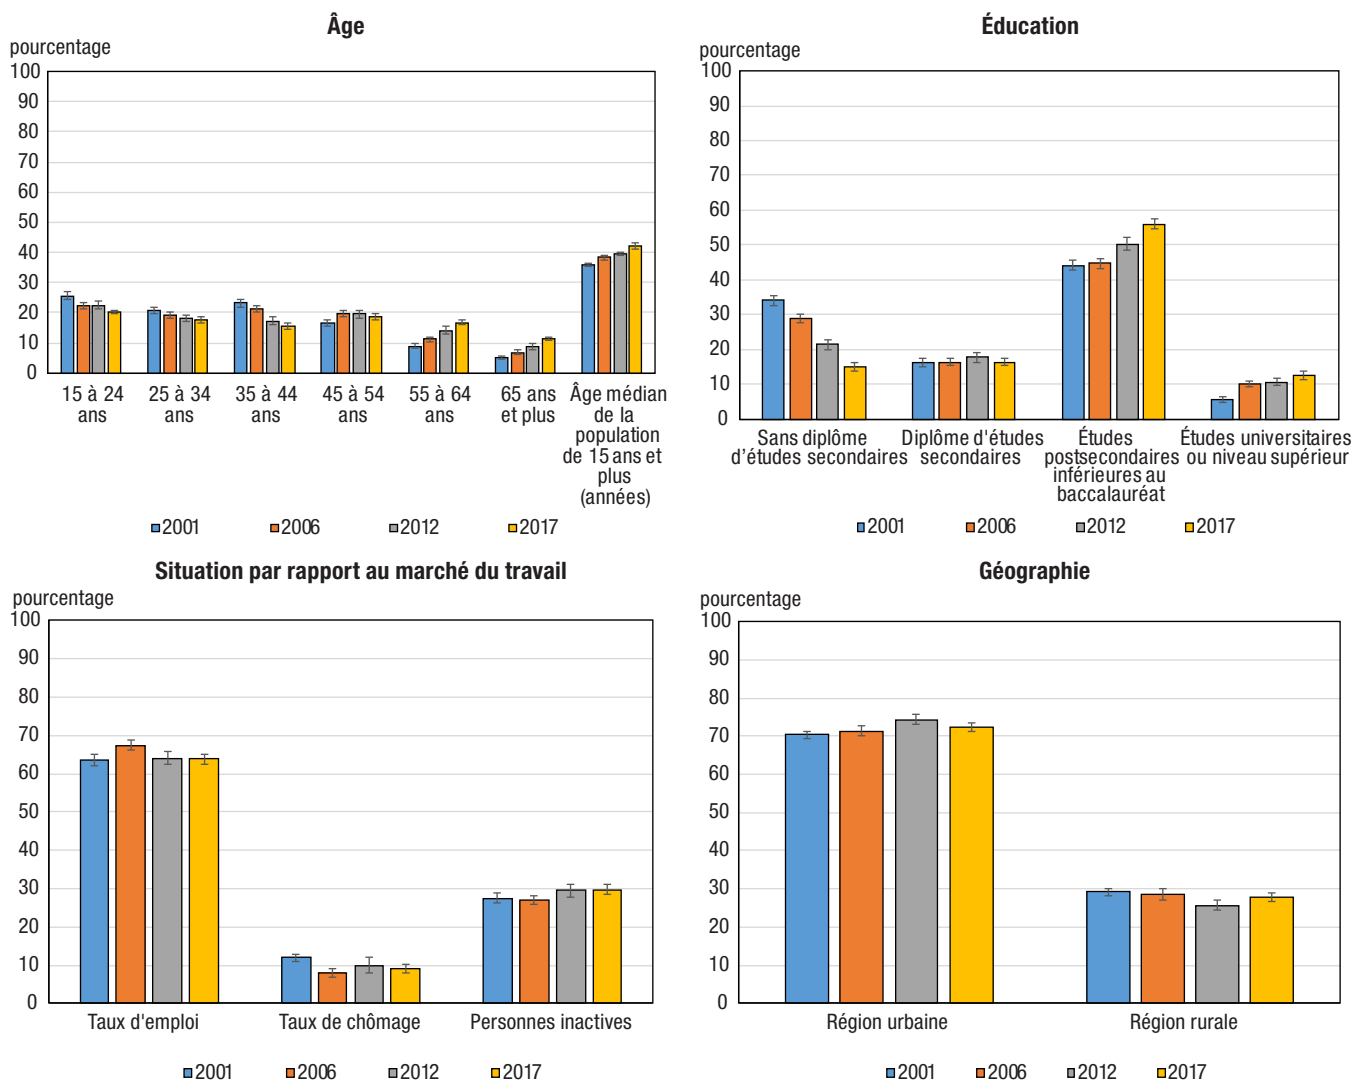 Âge
pourcentage
100
90
80
70
60
50
40
30
20
10
0
15 à 24 ans
25 à 34 ans
35 à 44 ans
45 à 54 ans
55 à 64 ans
65 ans et plus
Âge médian de la population de 15 ans et plus (années)
2001 2006 2012 2017
Éducation
pourcentage
100
90
80
70
60
50
40
30
20
10
0
Sans diplôme d'études secondaires
Diplôme d'études secondaires
Études postsecondaires inférieures au baccalauréat
Études universitaires ou niveau supérieur
2001 2006 2012 2017
Situation par rapport au marché du travail
pourcentage
100
90
80
70
60
50
40
30
20
10
0
Taux d'emploi Taux de chômage Personnes inactives
2001 2006 2012 2017
Géographie
pourcentage
100
90
80
70
60
50
40
30
20
10
0
Région urbaine Région rurale
2001 2006 2012 2017